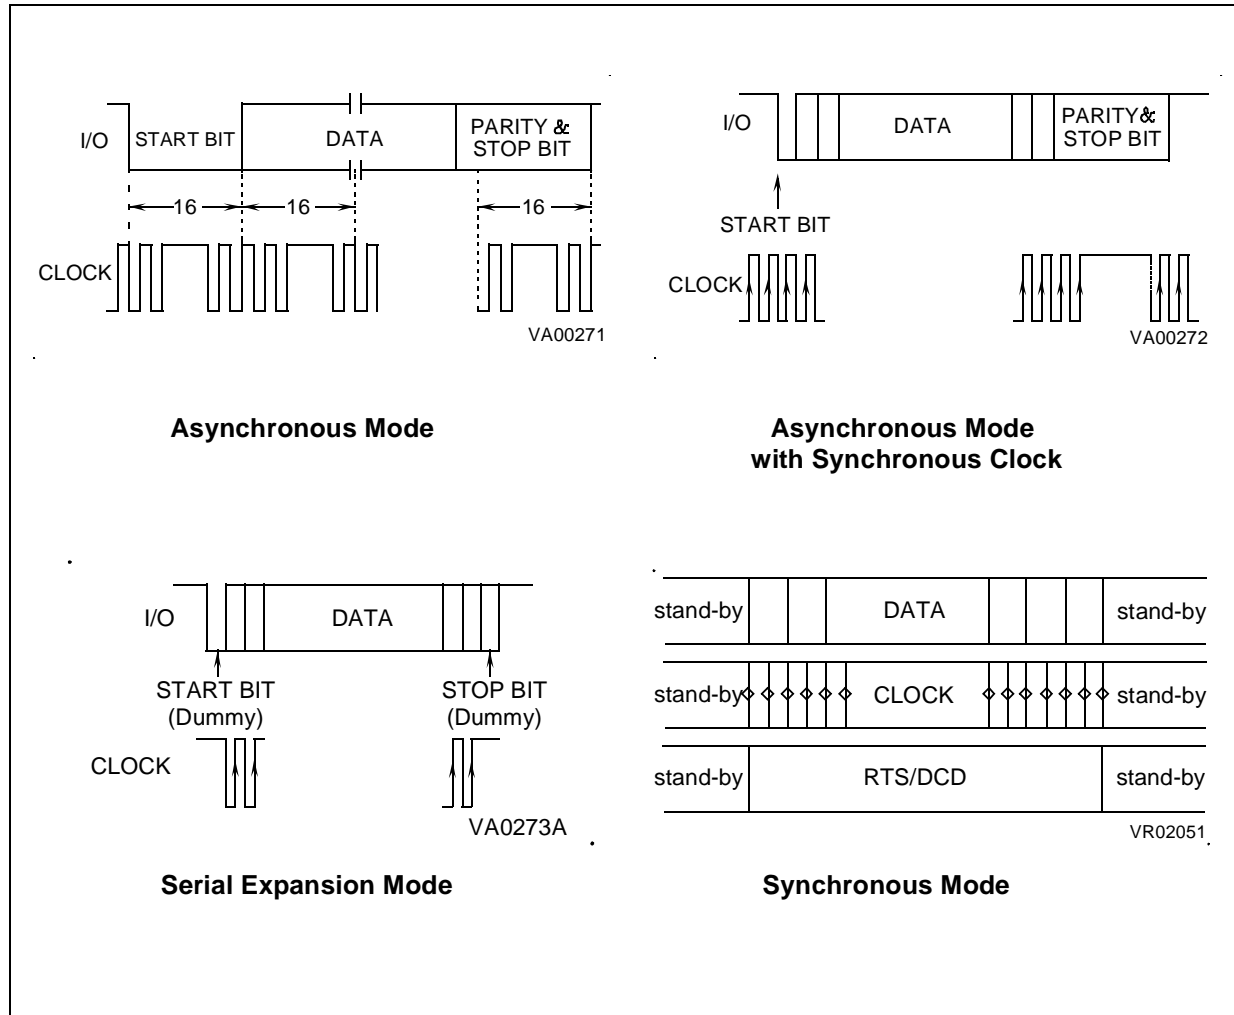 I/O
START BIT
DATA
PARITY &
STOP BIT
16
16
16
CLOCK
VA00271
Asynchronous Mode
I/O
DATA
PARITY&
STOP BIT
START BIT
CLOCK
VA00272
Asynchronous Mode
with Synchronous Clock
I/O
DATA
START BIT
(Dummy)
STOP BIT
(Dummy)
CLOCK
VA0273A
Serial Expansion Mode
stand-by
DATA
stand-by
stand-by
CLOCK
stand-by
stand-by
RTS/DCD
stand-by
VR02051
Synchronous Mode